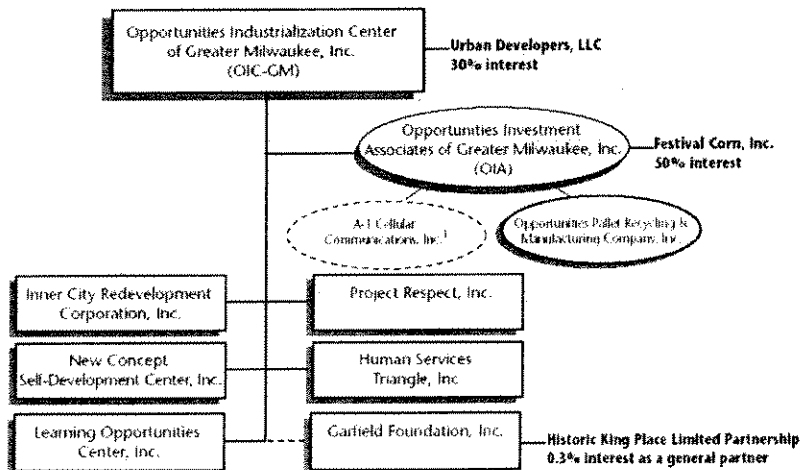 Opportunities Industrialization Center
of Greater Milwaukee, Inc.
(OIC-GM)
Urban Developers, LLC
30% interest
Opportunities Investment
Associates of Greater Milwaukee, Inc.
(OIA)
Festival Corn, Inc.
50% interest
A-1 Cellular
Communications, Inc.1
Opportunities Pallet Recycling &
Manufacturing Company, Inc.
Inner City Redevelopment
Corporation, Inc.
Project Respect, Inc.
New Concept
Self-Development Center, Inc.
Human Services
Triangle, Inc
Learning Opportunities
Center, Inc.
Garfield Foundation, Inc.
Historic King Place Limited Partnership
0.3% interest as a general partner